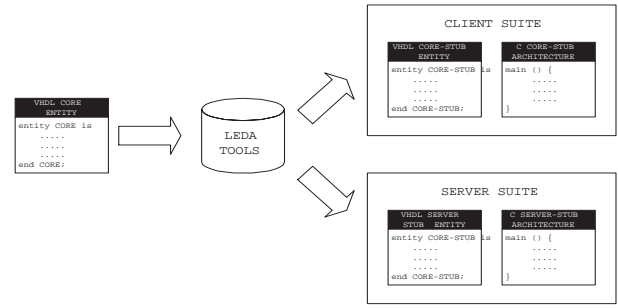 CLIENT SUITE
VHDL CORE-STUB
ENTITY
entity CORE-STUB is
.....
.....
.....
end CORE-STUB;
C CORE-STUB
ARCHITECTURE
main () {
.....
.....
.....
}
VHDL CORE
ENTITY
entity CORE is
.....
.....
.....
end CORE;
LEDA
TOOLS
SERVER SUITE
VHDL SERVER
STUB ENTITY
entity CORE-STUB is
.....
.....
.....
end CORE-STUB;
C SERVER-STUB
ARCHITECTURE
main () {
.....
.....
.....
}